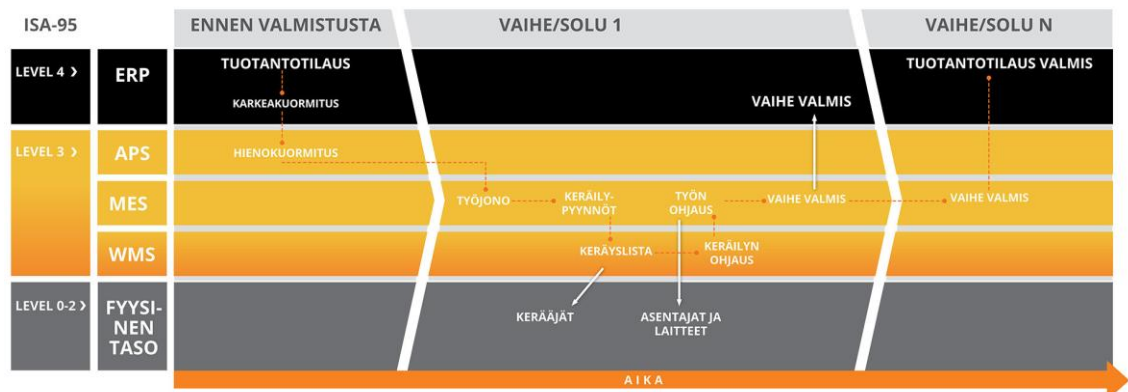 ISA-95
ENNEN VALMISTUSTA
VAIHE/SOLU 1
VAIHE/SOLU N
LEVEL 4 >
ERP
TUOTANTOTILAUS
KARKEAKUORMITUS
VAIHE VALMIS
TUOTANTOTILAUS VALMIS
LEVEL 3 >
APS
HIENOKUORMITUS
MES
TYÖJONO
KERÄILY-
PYYNNÖT
TYÖN
OHJAUS
VAIHE VALMIS
VAIHE VALMIS
WMS
KERÄYSLISTA
KERÄILYN
OHJAUS
LEVEL 0-2 >
FYYSI-
NEN
TASO
KERÄÄJÄT
ASENTAJAT JA
LAITTEET
AIKA